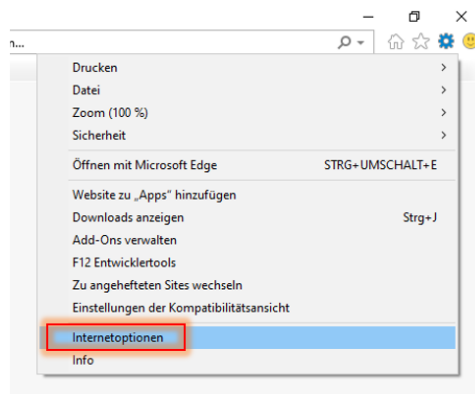 n...
Drucken
Datei
Zoom (100 %)
Sicherheit
Öffnen mit Microsoft Edge STRG+UMSCHALT+E
Website zu „Apps“ hinzufügen
Downloads anzeigen Strg+J
Add-Ons verwalten
F12 Entwicklertools
Zu angehefteten Sites wechseln
Einstellungen der Kompatibilitätsansicht
Internetoptionen
Info